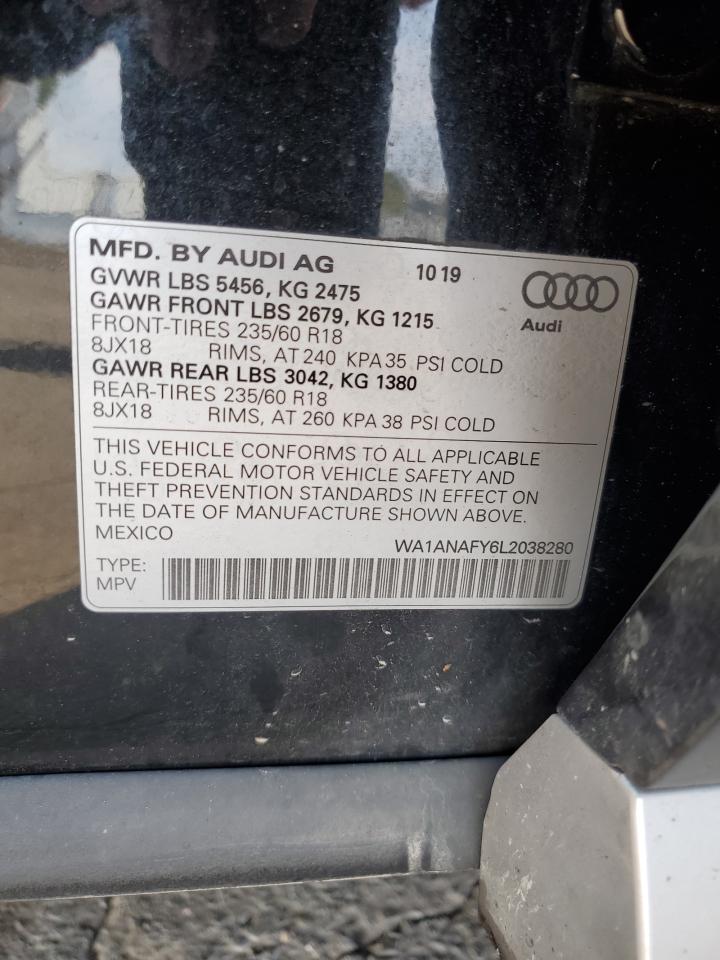 MFD. BY AUDI AG 10 19
GVWR LBS 5456, KG 2475
GAWR FRONT LBS 2679, KG 1215
Audi
FRONT-TIRES 235/60 R18
8JX18 RIMS, AT 240 KPA 35 PSI COLD
GAWR REAR LBS 3042, KG 1380
REAR-TIRES 235/60 R18
8JX18 RIMS, AT 260 KPA 38 PSI COLD
THIS VEHICLE CONFORMS TO ALL APPLICABLE
U.S. FEDERAL MOTOR VEHICLE SAFETY AND
THEFT PREVENTION STANDARDS IN EFFECT ON
THE DATE OF MANUFACTURE SHOWN ABOVE.
MEXICO
WA1ANAFY6L2038280
TYPE:
MPV